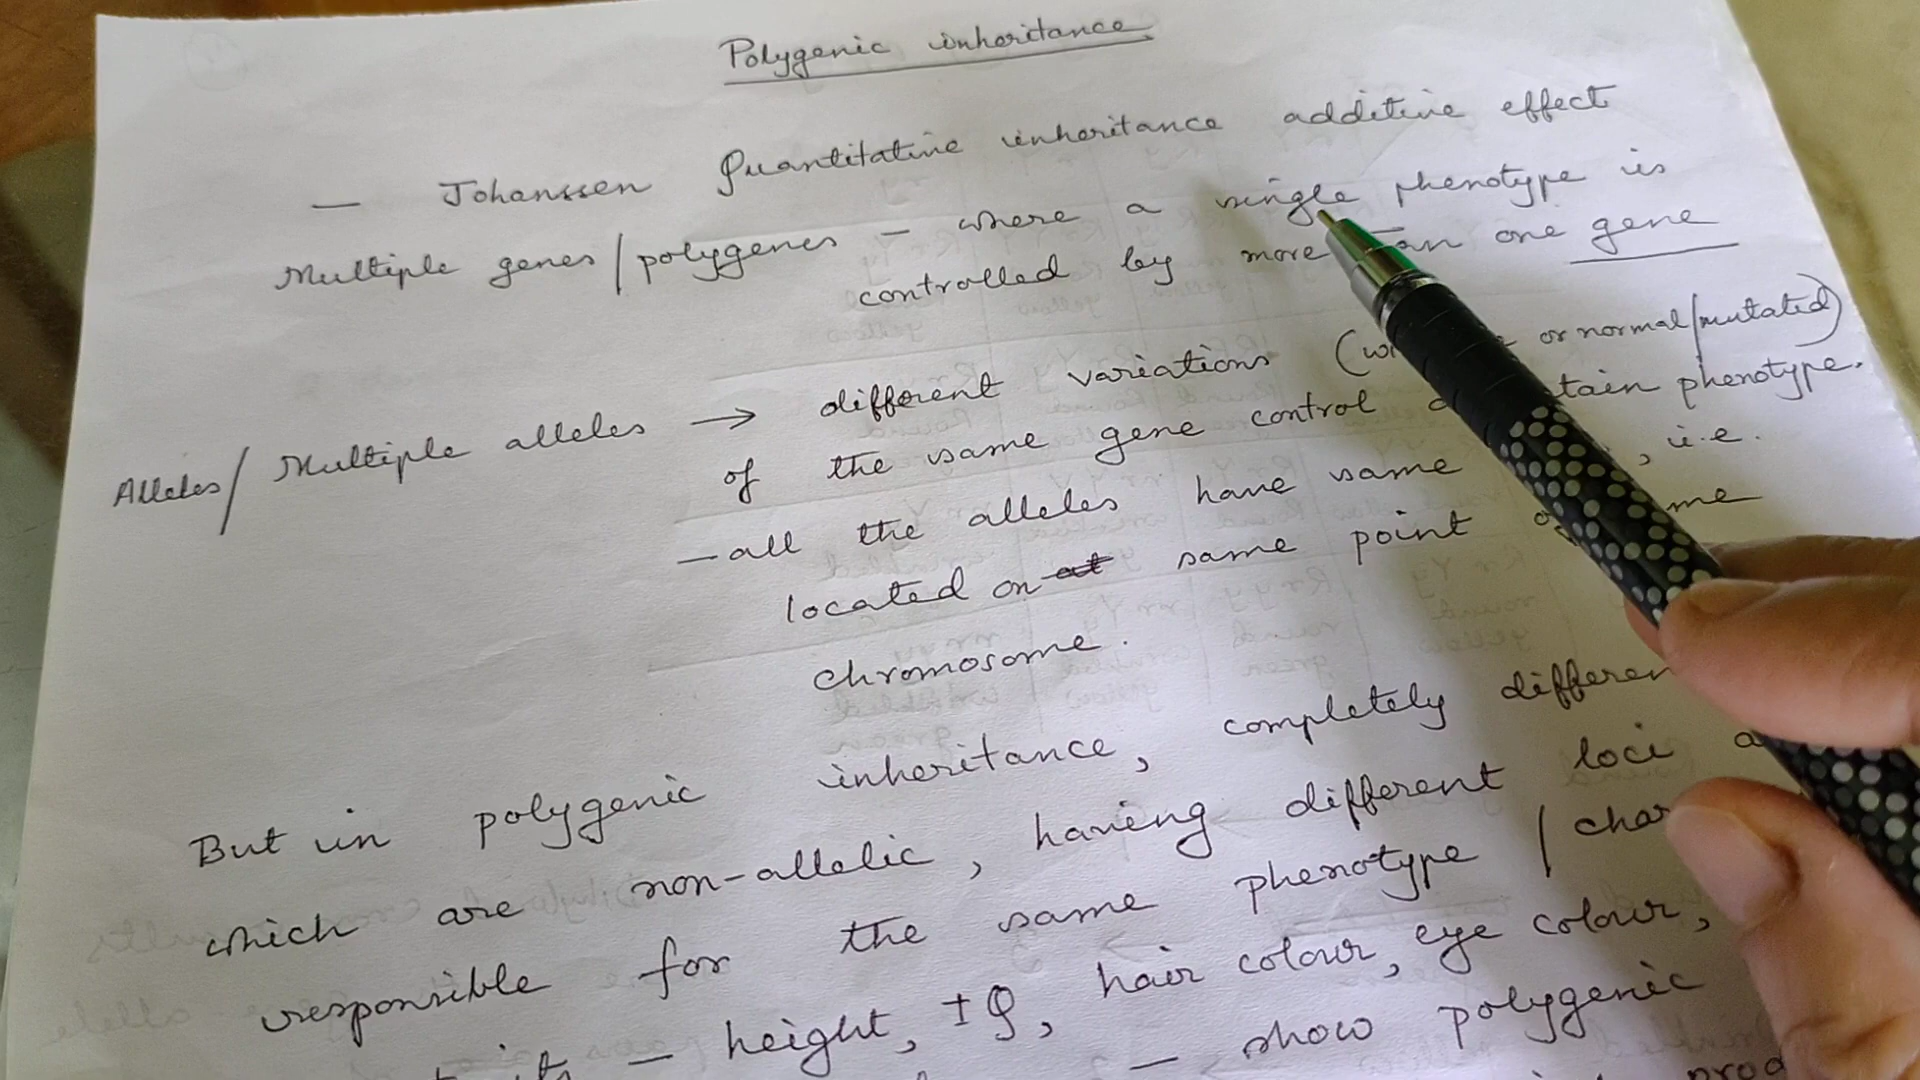 Polygenic inheritance
— Johanssen Quantitative inheritance additive effect
Multiple genes/polygenes – where a single phenotype is
controlled by more one gene
Alleles/Multiple alleles → different variations ( or normal/mutated)
of the same gene control phenotype.
– all the alleles have same , i.e.
located on at same point
chromosome.
But in polygenic inheritance, completely
which are non-allelic, having different loci
responsible for the same phenotype /
— height, IQ, hair colour, eye colour,
— show polygenic